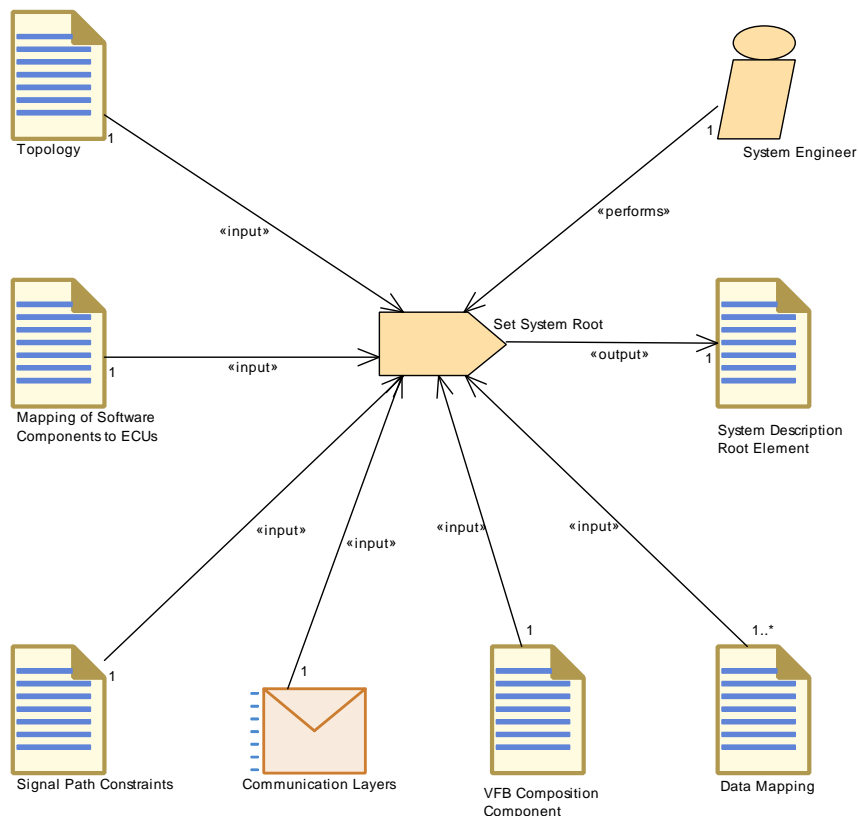 1
Topology
1
System Engineer
«performs»
«input»
Set System Root
1
«input»
«output»
1
Mapping of Software
Components to ECUs
System Description
Root Element
«input»
«input»
«input»
«input»
1
1
1
1..*
Signal Path Constraints
Communication Layers
VFB Composition
Component
Data Mapping